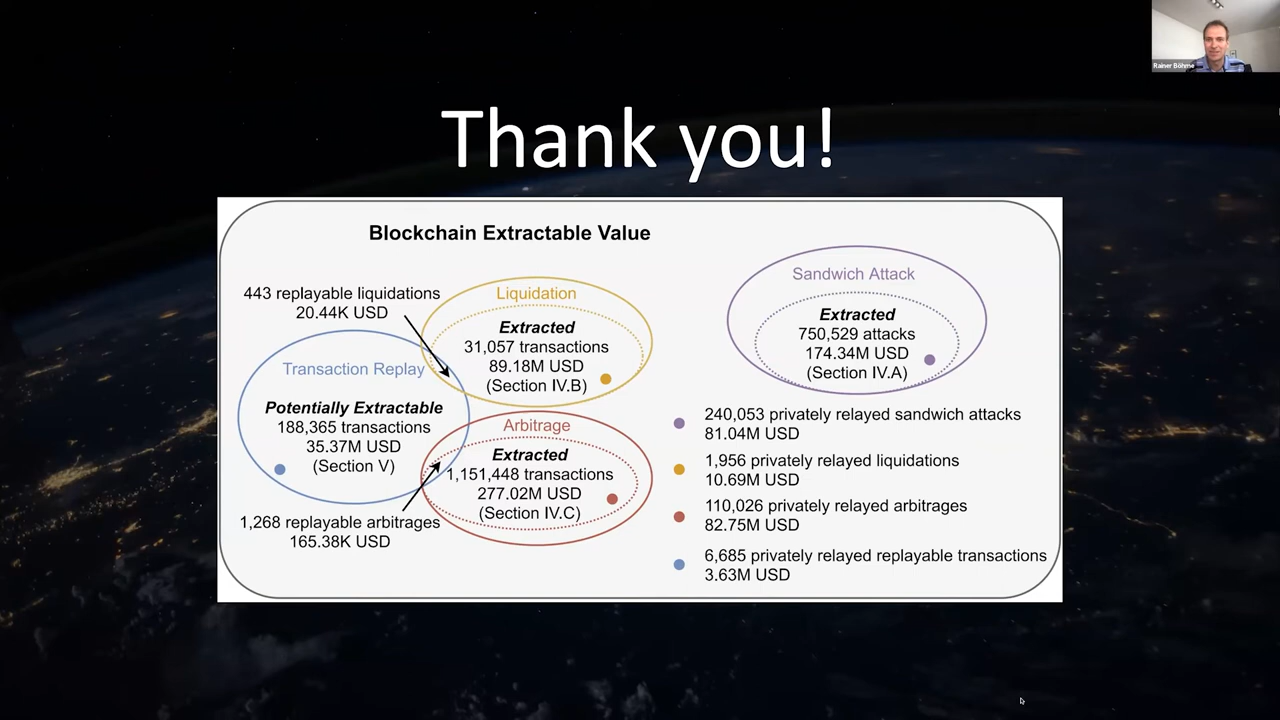 Rainer Böhme
Thank you!
Blockchain Extractable Value
443 replayable liquidations
20.44K USD
Liquidation
Extracted
31,057 transactions
89.18M USD
(Section IV.B)
Transaction Replay
Potentially Extractable
188,365 transactions
35.37M USD
(Section V)
Arbitrage
Extracted
1,151,448 transactions
277.02M USD
(Section IV.C)
1,268 replayable arbitrages
165.38K USD
Sandwich Attack
Extracted
750,529 attacks
174.34M USD
(Section IV.A)
240,053 privately relayed sandwich attacks
81.04M USD
1,956 privately relayed liquidations
10.69M USD
110,026 privately relayed arbitrages
82.75M USD
6,685 privately relayed replayable transactions
3.63M USD